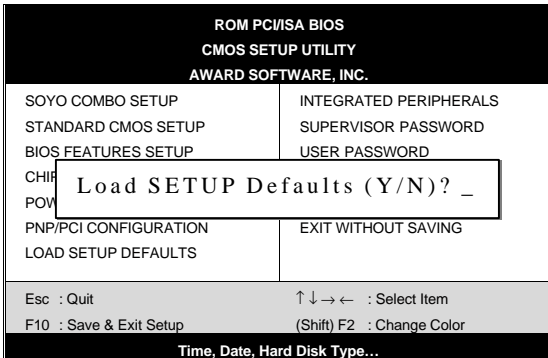 ROM PCI/ISA BIOS
CMOS SETUP UTILITY
AWARD SOFTWARE, INC.
SOYO COMBO SETUP
STANDARD CMOS SETUP
BIOS FEATURES SETUP
CHIP
POW
PNP/PCI CONFIGURATION
LOAD SETUP DEFAULTS
INTEGRATED PERIPHERALS
SUPERVISOR PASSWORD
USER PASSWORD
EXIT WITHOUT SAVING
Load SETUP Defaults (Y/N)? _
Esc : Quit
↑↓→← : Select Item
F10 : Save & Exit Setup
(Shift) F2 : Change Color
Time, Date, Hard Disk Type…